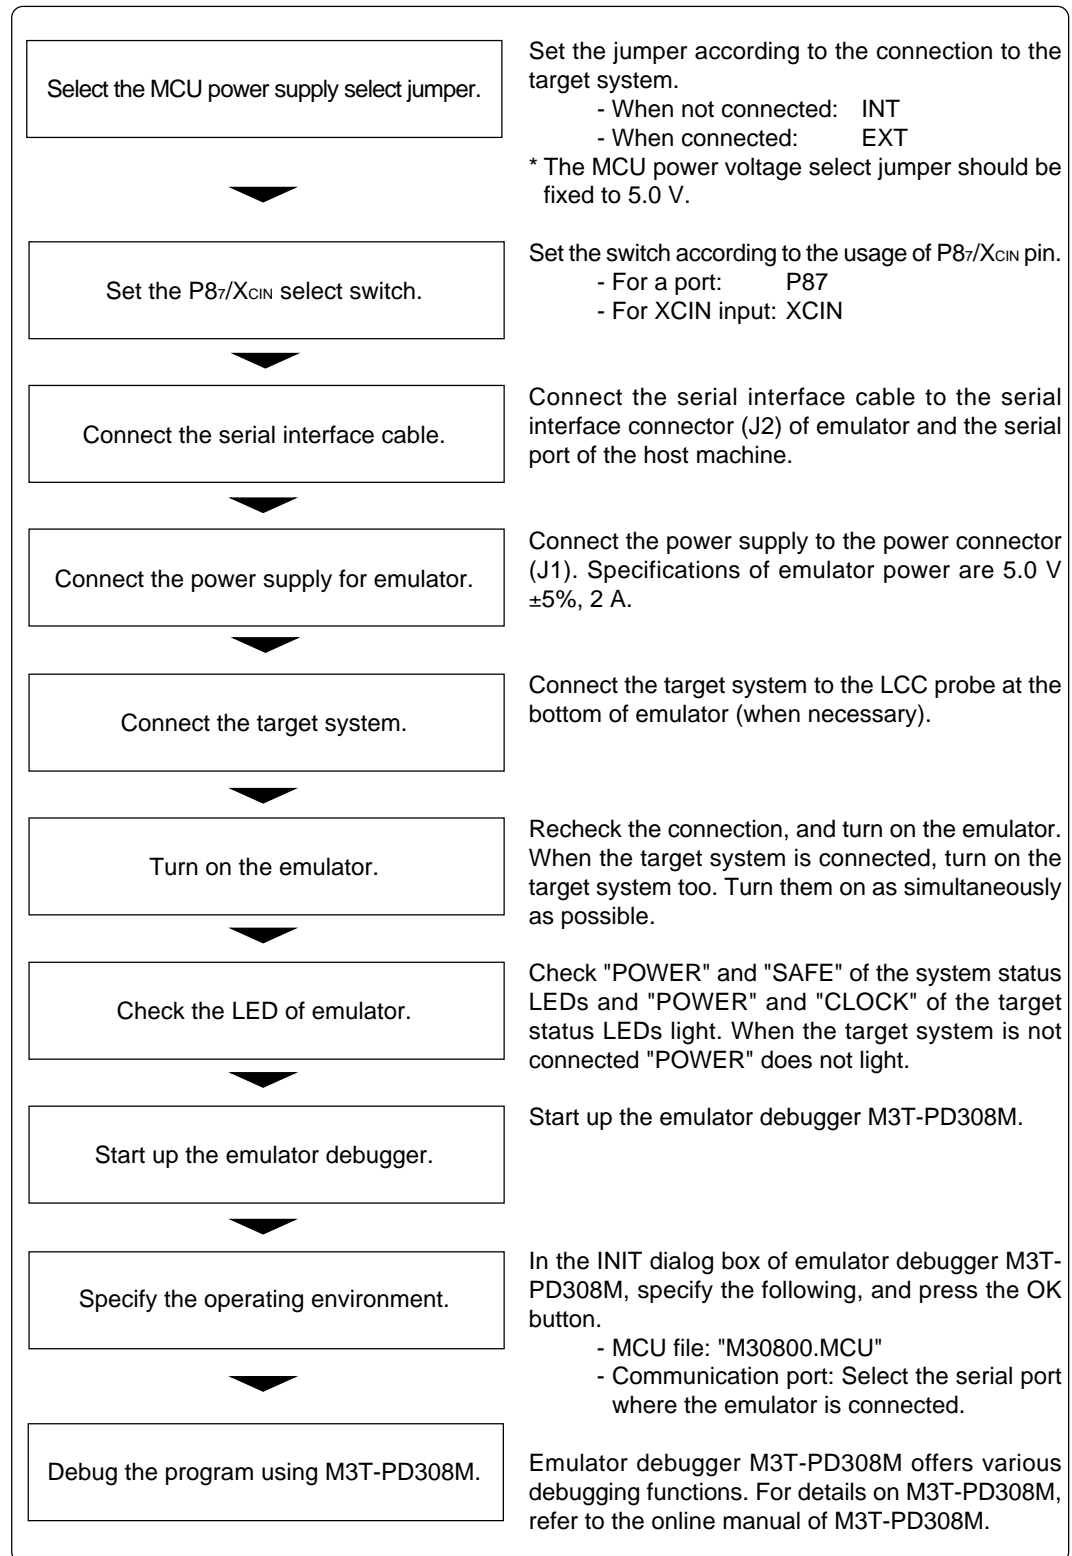 Select the MCU power supply select jumper.
Set the jumper according to the connection to the
target system.
- When not connected: INT
- When connected: EXT
* The MCU power voltage select jumper should be
fixed to 5.0 V.
Set the P87/XCIN select switch.
Set the switch according to the usage of P87/XCIN pin.
- For a port: P87
- For XCIN input: XCIN
Connect the serial interface cable.
Connect the serial interface cable to the serial
interface connector (J2) of emulator and the serial
port of the host machine.
Connect the power supply for emulator.
Connect the power supply to the power connector
(J1). Specifications of emulator power are 5.0 V
±5%, 2 A.
Connect the target system.
Connect the target system to the LCC probe at the
bottom of emulator (when necessary).
Turn on the emulator.
Recheck the connection, and turn on the emulator.
When the target system is connected, turn on the
target system too. Turn them on as simultaneously
as possible.
Check the LED of emulator.
Check "POWER" and "SAFE" of the system status
LEDs and "POWER" and "CLOCK" of the target
status LEDs light. When the target system is not
connected "POWER" does not light.
Start up the emulator debugger.
Start up the emulator debugger M3T-PD308M.
Specify the operating environment.
In the INIT dialog box of emulator debugger M3T-
PD308M, specify the following, and press the OK
button.
- MCU file: "M30800.MCU"
- Communication port: Select the serial port
where the emulator is connected.
Debug the program using M3T-PD308M.
Emulator debugger M3T-PD308M offers various
debugging functions. For details on M3T-PD308M,
refer to the online manual of M3T-PD308M.